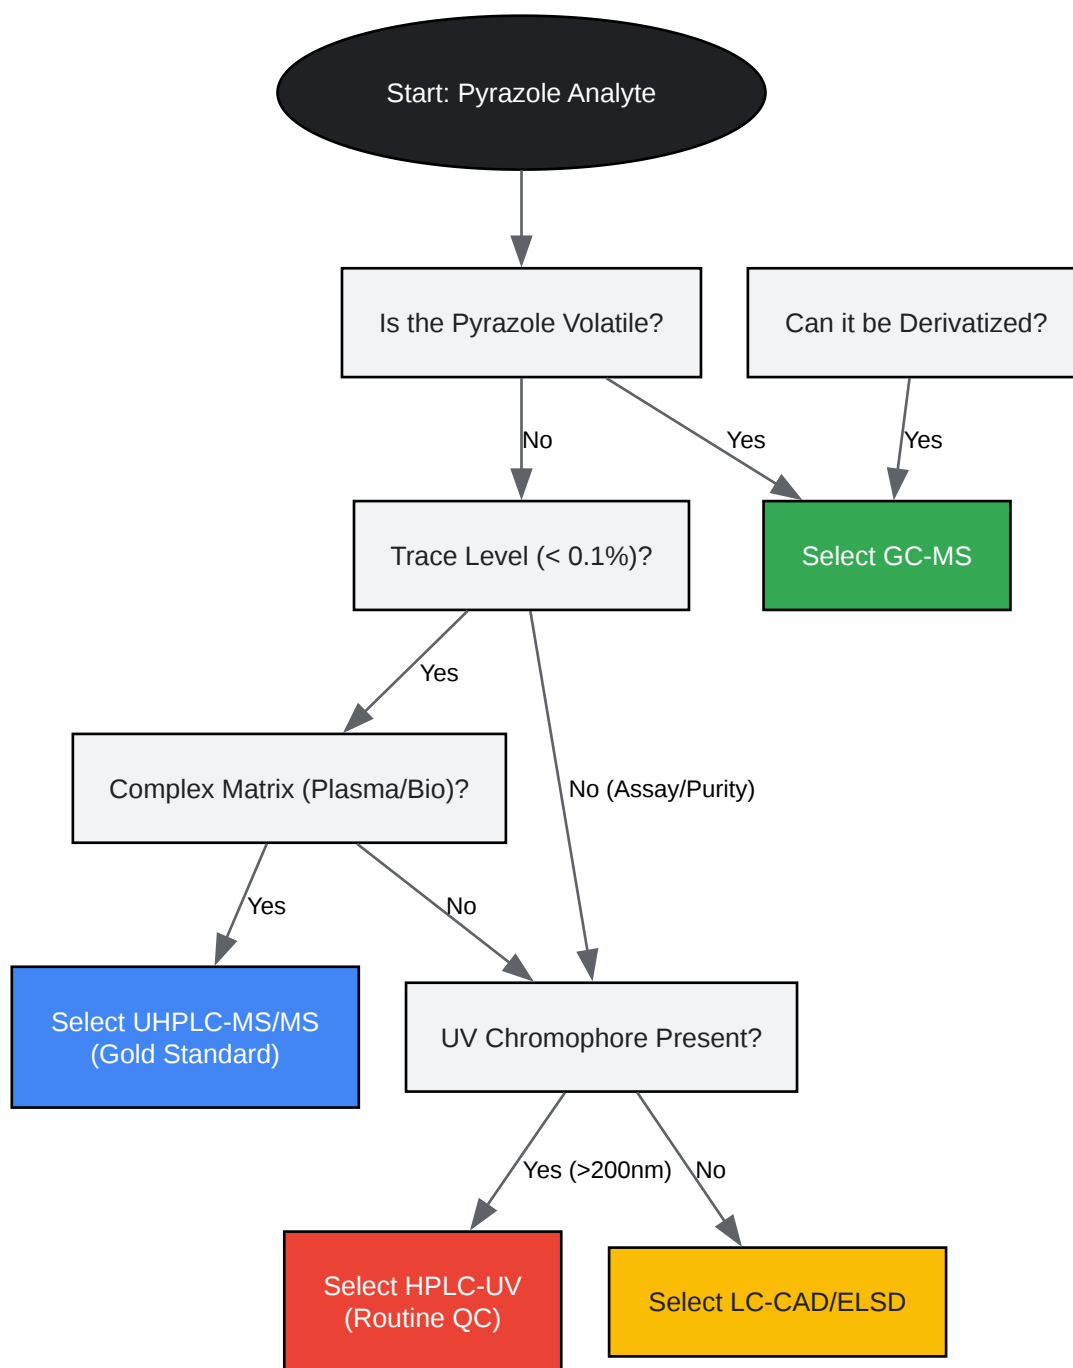 Start: Pyrazole Analyte
Is the Pyrazole Volatile?
Can it be Derivatized?
No
Yes
Yes
Trace Level (< 0.1%)?
Select GC-MS
Yes
Complex Matrix (Plasma/Bio)?
No (Assay/Purity)
Yes
No
Select UHPLC-MS/MS
(Gold Standard)
UV Chromophore Present?
Yes (>200nm)
No
Select HPLC-UV
(Routine QC)
Select LC-CAD/ELSD